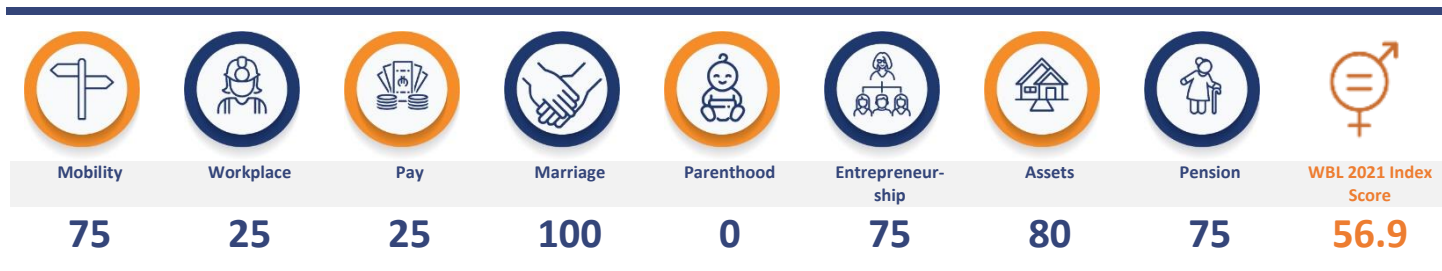 Mobility
Workplace
Pay
Marriage
Parenthood
Entrepreneur-
ship
Assets
Pension
WBL 2021 Index
Score
75
25
25
100
0
75
80
75
56.9